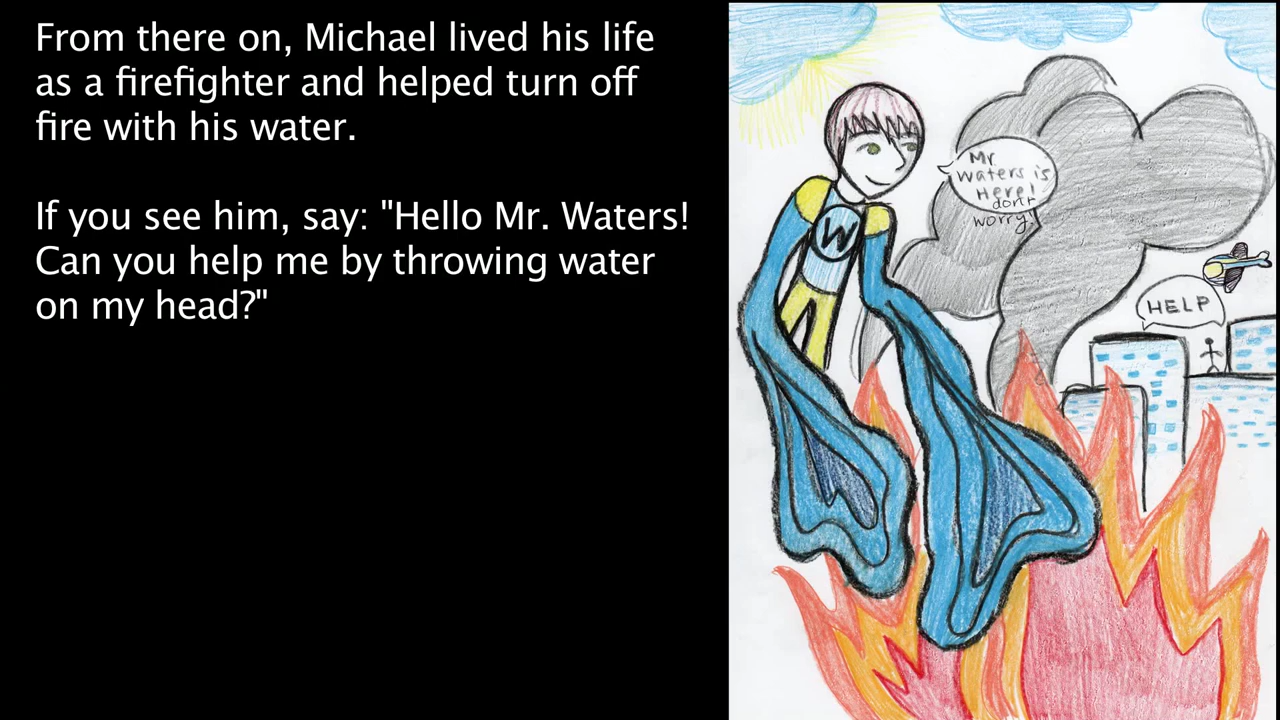 From there on, Michael lived his life
as a firefighter and helped turn off
fire with his water.
If you see him, say: "Hello Mr. Waters!
Can you help me by throwing water
on my head?"
Mr.
waters is
Here!
don't
worry!
W
HELP